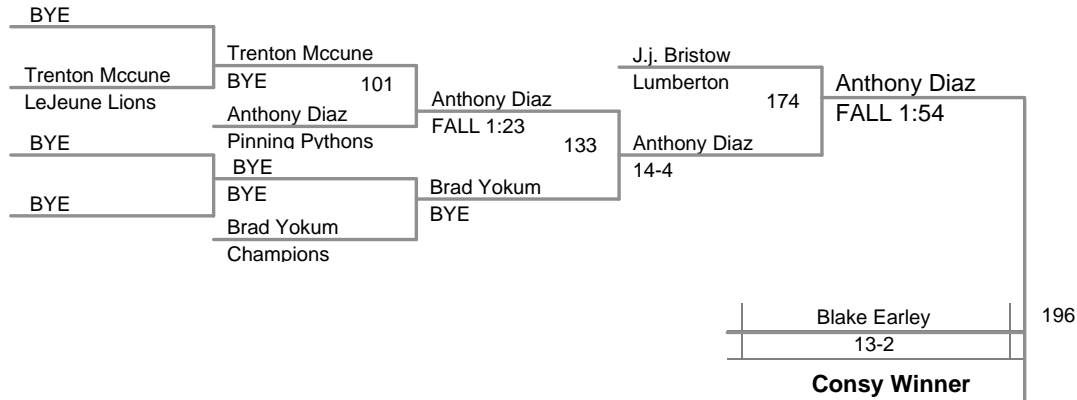 BYE
Trenton Mccune
LeJeune Lions
BYE
BYE
Trenton Mccune
BYE
101
Anthony Diaz
Pinning Pythons
BYE
BYE
Brad Yokum
Champions
Anthony Diaz
FALL 1:23
133
Brad Yokum
BYE
J.j. Bristow
Lumberton
174
Anthony Diaz
14-4
Anthony Diaz
FALL 1:54
Blake Earley
196
13-2
Consy Winner